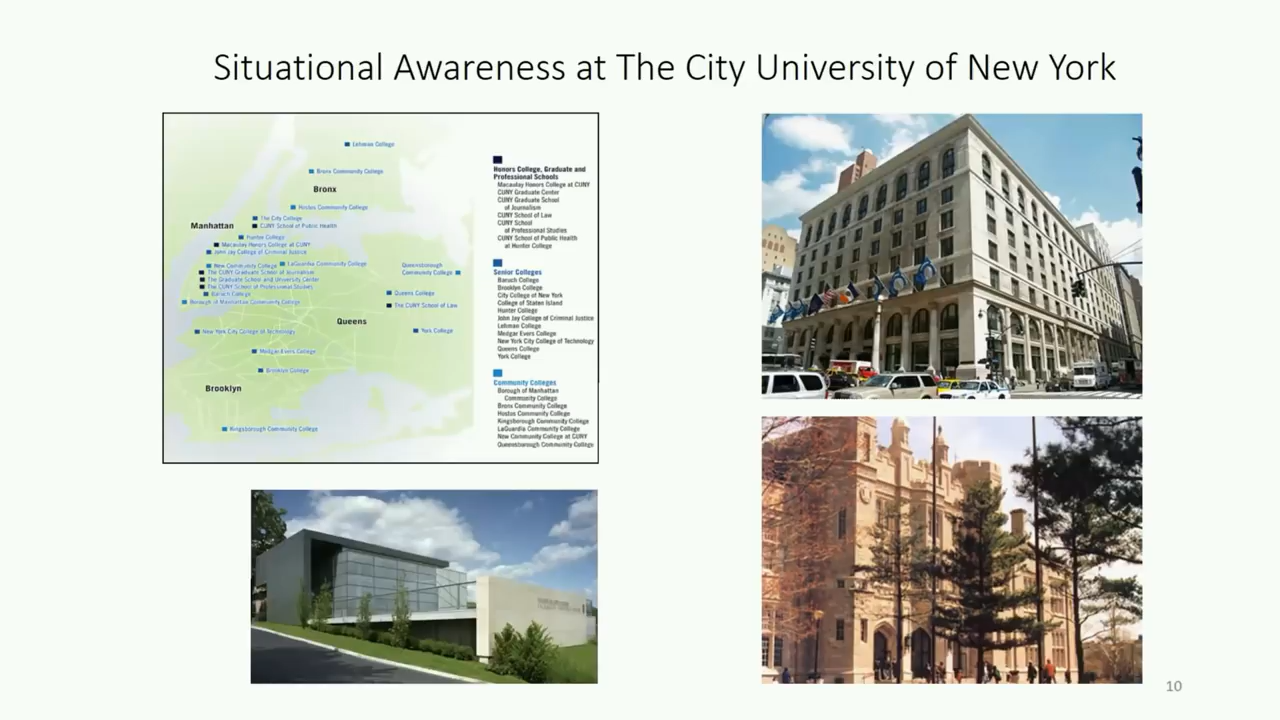 Situational Awareness at The City University of New York
Lehman College
Bronx Community College
Bronx
Hostos Community College
The City College
CUNY School of Public Health
Manhattan
Hunter College
Macaulay Honors College at CUNY
John Jay College of Criminal Justice
New Community College
LaGuardia Community College
The CUNY Graduate School of Journalism
The Graduate School and University Center
The CUNY School of Professional Studies
Baruch College
Borough of Manhattan Community College
Queensborough
Community College
Queens College
The CUNY School of Law
Queens
York College
New York City College of Technology
Medgar Evers College
Brooklyn College
Brooklyn
Kingsborough Community College
Honors College, Graduate and
Professional Schools
Macaulay Honors College at CUNY
CUNY Graduate Center
CUNY Graduate School
of Journalism
CUNY School of Law
CUNY School
of Professional Studies
CUNY School of Public Health
at Hunter College
Senior Colleges
Baruch College
Brooklyn College
City College of New York
College of Staten Island
Hunter College
John Jay College of Criminal Justice
Lehman College
Medgar Evers College
New York City College of Technology
Queens College
York College
Community Colleges
Borough of Manhattan
Community College
Bronx Community College
Hostos Community College
Kingsborough Community College
LaGuardia Community College
New Community College at CUNY
Queensborough Community College
10